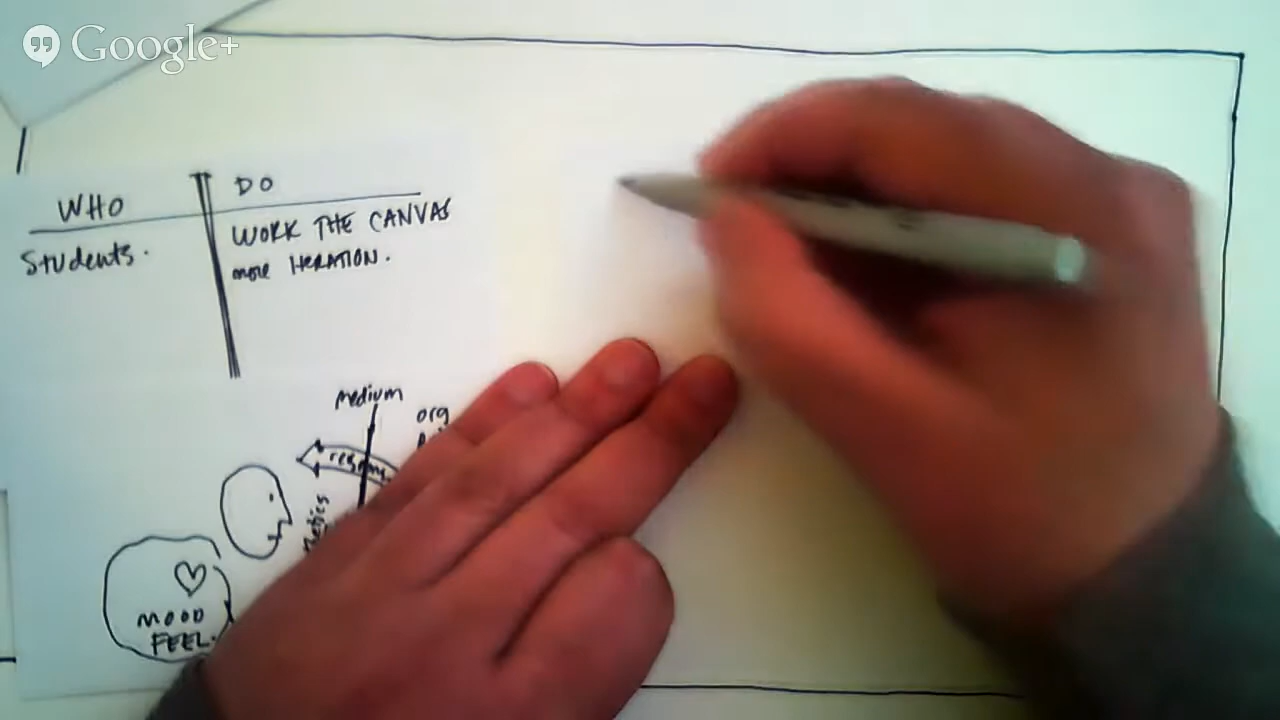 Google+
WHO
DO
Students.
WORK THE CANVAS
more ITERATION.
medium
org
MOOD
FEEL.